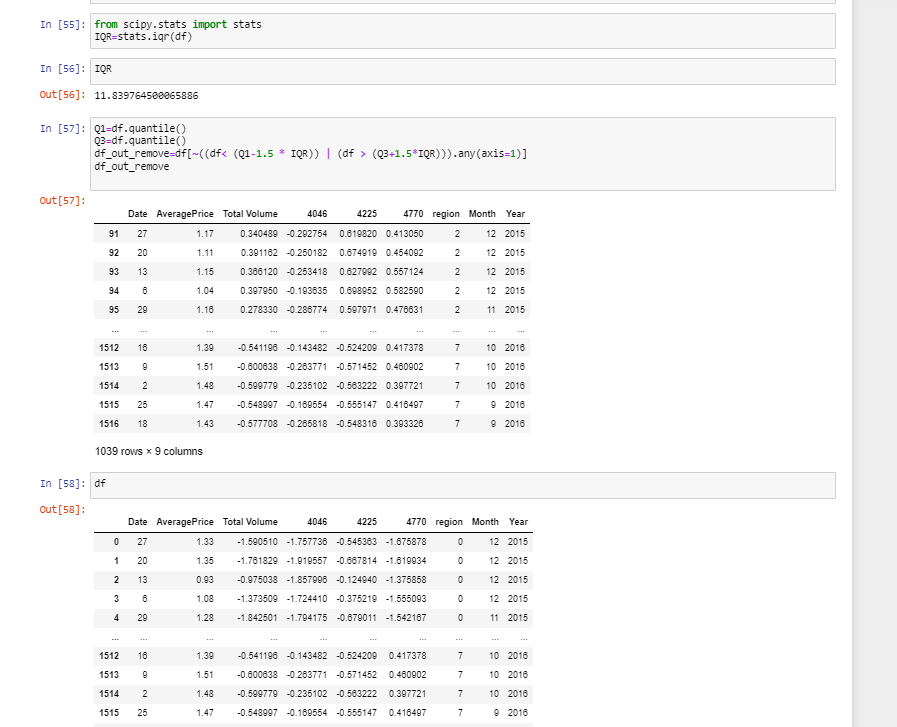 In [55]: from scipy.stats import stats
IQR=stats.iqr(df)
In [56]: IQR
Out[56]: 11.839764500065886
In [57]: Q1=df.quantile()
Q3=df.quantile()
df_out_remove=df[~((df< (Q1-1.5 * IQR)) | (df > (Q3+1.5*IQR))).any(axis=1)]
df_out_remove
Out[57]:
Date AveragePrice Total Volume 4046 4225 4770 region Month Year
91 27 1.17 0.340489 -0.292754 0.619820 0.413050 2 12 2015
92 20 1.11 0.391162 -0.250182 0.674919 0.454092 2 12 2015
93 13 1.15 0.366120 -0.253418 0.627992 0.557124 2 12 2015
94 6 1.04 0.397950 -0.193635 0.698952 0.582590 2 12 2015
95 29 1.16 0.278330 -0.286774 0.597971 0.476631 2 11 2015
... ... ... ... ... ... ... ... ... ...
1512 16 1.39 -0.541196 -0.143482 -0.524209 0.417378 7 10 2016
1513 9 1.51 -0.600638 -0.263771 -0.571452 0.460902 7 10 2016
1514 2 1.48 -0.599779 -0.235102 -0.563222 0.397721 7 10 2016
1515 25 1.47 -0.548997 -0.169554 -0.555147 0.416497 7 9 2016
1516 18 1.43 -0.577708 -0.265818 -0.548316 0.393326 7 9 2016
1039 rows × 9 columns
In [58]: df
Out[58]:
Date AveragePrice Total Volume 4046 4225 4770 region Month Year
0 27 1.33 -1.590510 -1.757736 -0.545363 -1.675878 0 12 2015
1 20 1.35 -1.761829 -1.919557 -0.667814 -1.619934 0 12 2015
2 13 0.93 -0.975038 -1.857996 -0.124940 -1.375858 0 12 2015
3 6 1.08 -1.373509 -1.724410 -0.375219 -1.555093 0 12 2015
4 29 1.28 -1.842501 -1.794175 -0.679011 -1.542167 0 11 2015
... ... ... ... ... ... ... ... ... ...
1512 16 1.39 -0.541196 -0.143482 -0.524209 0.417378 7 10 2016
1513 9 1.51 -0.600638 -0.263771 -0.571452 0.460902 7 10 2016
1514 2 1.48 -0.599779 -0.235102 -0.563222 0.397721 7 10 2016
1515 25 1.47 -0.548997 -0.169554 -0.555147 0.416497 7 9 2016